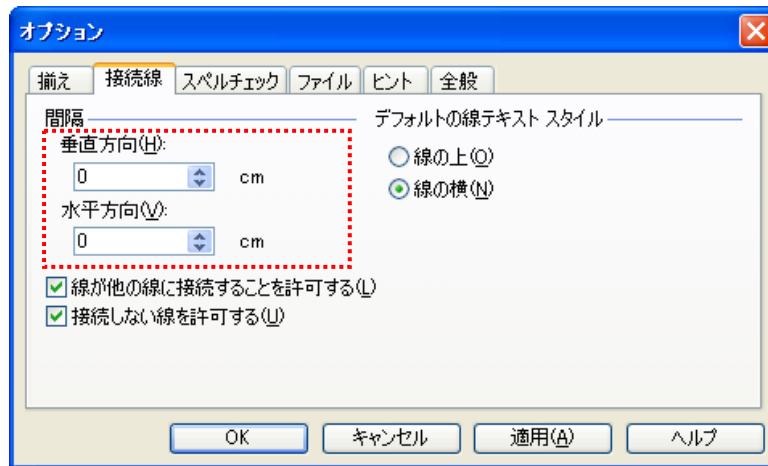 オプション
揃え 接続線 スペルチェック ファイル ヒント 全般
間隔
垂直方向(H):
0 cm
水平方向(V):
0 cm
線が他の線に接続することを許可する(L)
接続しない線を許可する(U)
デフォルトの線テキスト スタイル
線の上(O)
線の横(N)
OK キャンセル 適用(A) ヘルプ